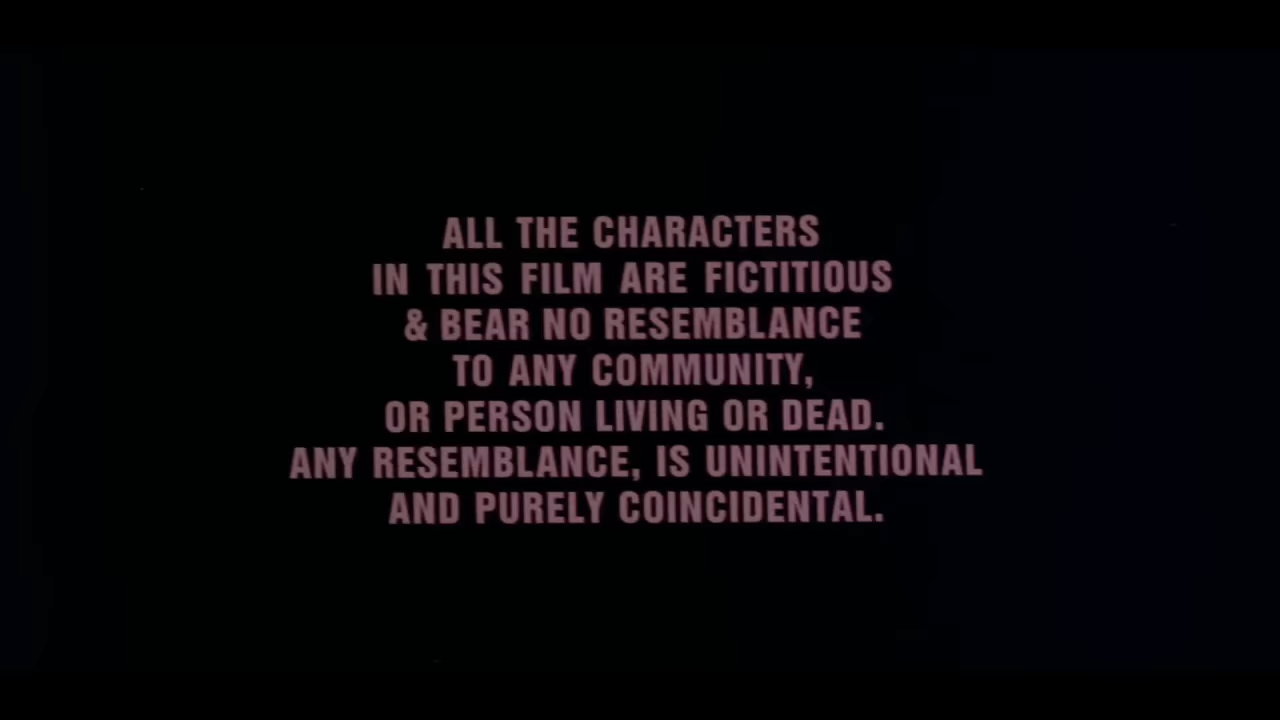 ALL THE CHARACTERS
IN THIS FILM ARE FICTITIOUS
& BEAR NO RESEMBLANCE
TO ANY COMMUNITY,
OR PERSON LIVING OR DEAD.
ANY RESEMBLANCE, IS UNINTENTIONAL
AND PURELY COINCIDENTAL.